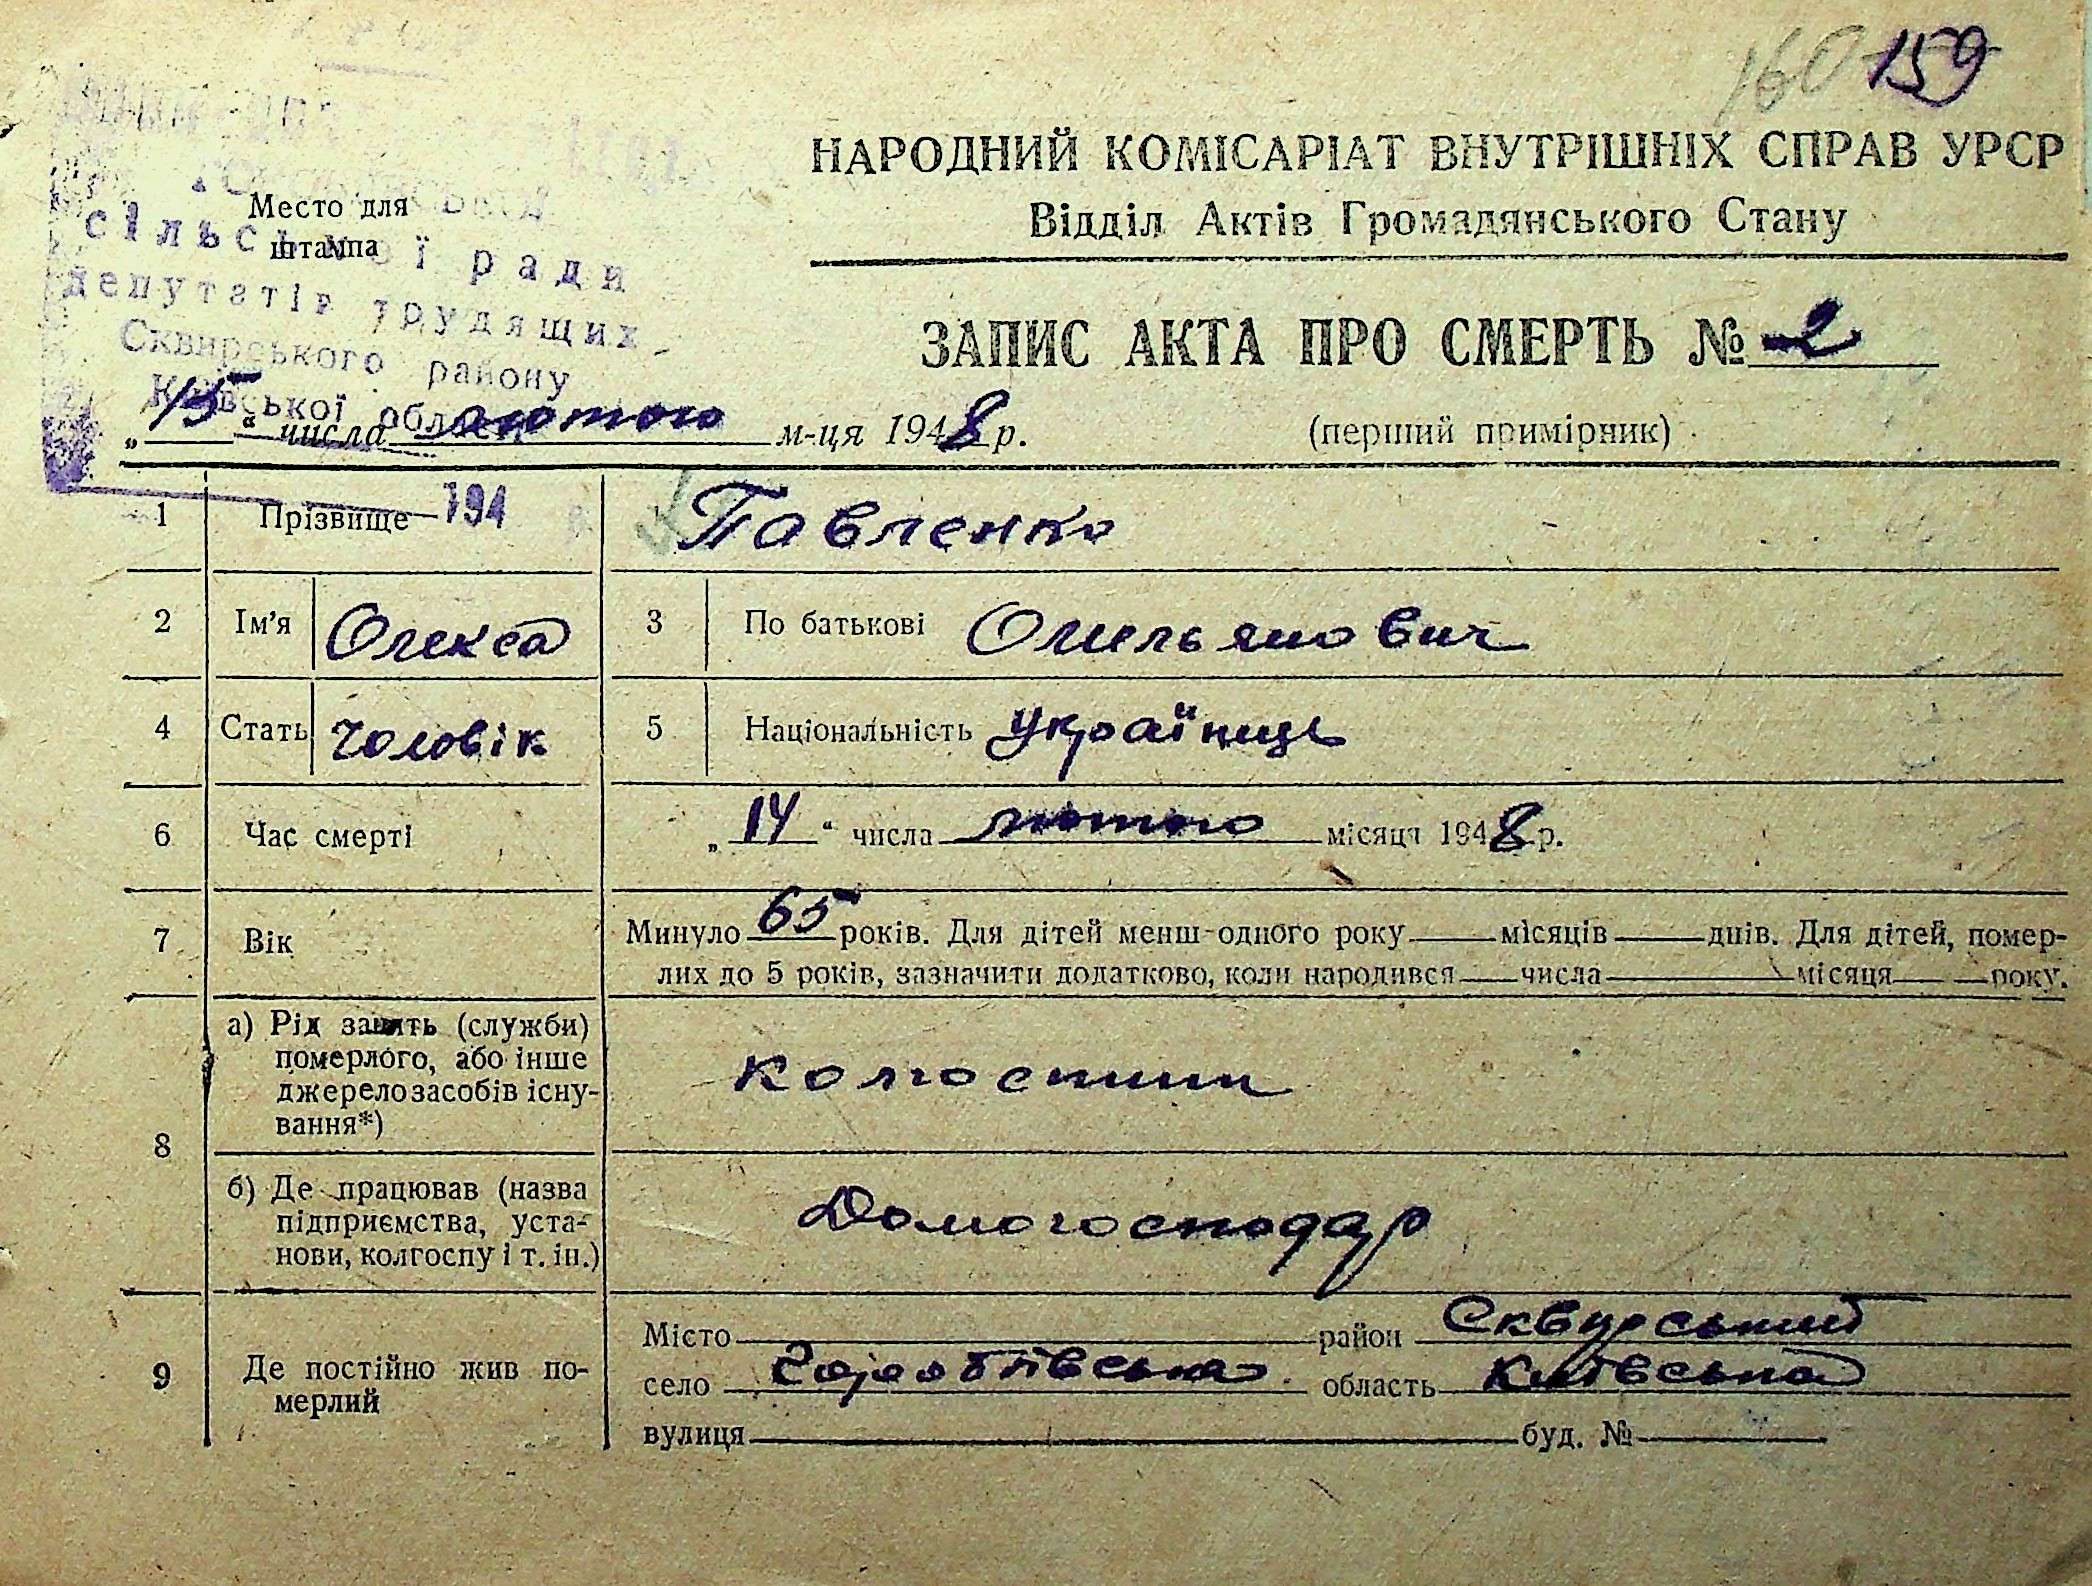 160 159
НАРОДНИЙ КОМІСАРІАТ ВНУТРІШНІХ СПРАВ УРСР
Відділ Актів Громадянського Стану
Место для
штампа
сільської ради
депутатів трудящих
Сквирського району
Київської області
194
ЗАПИС АКТА ПРО СМЕРТЬ № 2
„15“ числа лютого м-ця 1948 р. (перший примірник)
1 Прізвище Павленко
2 Ім’я Олекса 3 По батькові Омельянович
4 Стать чоловік 5 Національність українць
6 Час смерті „14“ числа лютого місяця 1948 р.
7 Вік Минуло 65 років. Для дітей менш одного року — місяців — днів. Для дітей, помер-
лих до 5 років, зазначити додатково, коли народився — числа — місяця — року.
8 а) Рід занять (служби)
померлого, або інше
джерело засобів існу-
вання*)
колгоспник
б) Де працював (назва
підприємства, уста-
нови, колгоспу і т. ін.)
Домогосподар
9 Де постійно жив по-
мерлий
Місто район Сквурський
село область Київська
вулиця буд. №